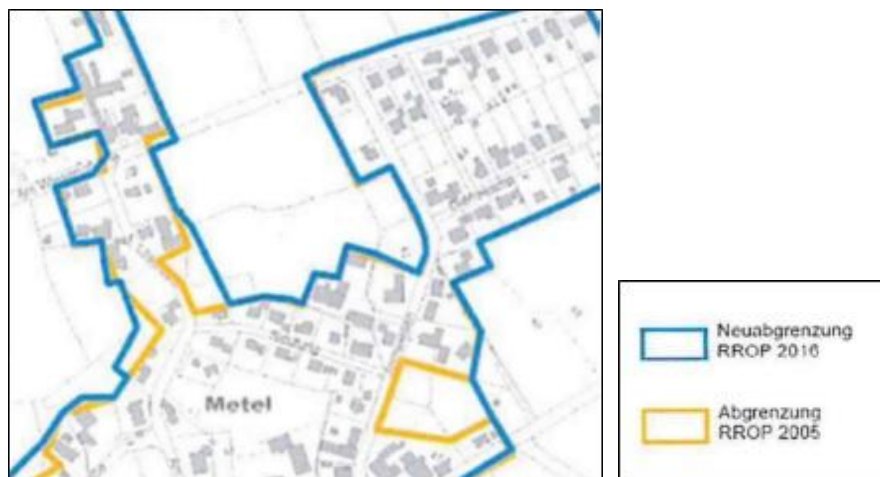 Metel
Neuabgrenzung
RROP 2016
Abgrenzung
RROP 2005